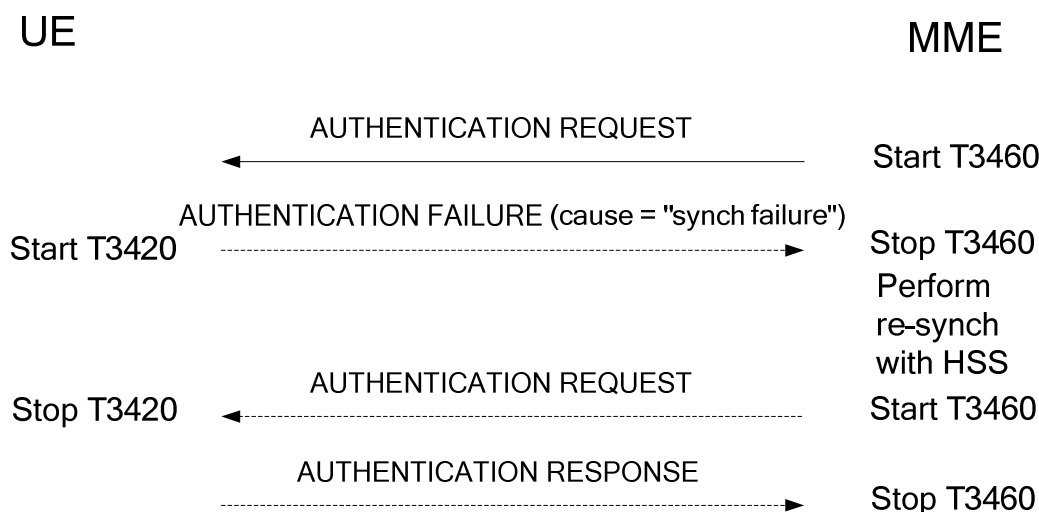 UE
MME
AUTHENTICATION REQUEST
Start T3460
AUTHENTICATION FAILURE (cause = "synch failure")
Start T3420
Stop T3460
Perform
re-synch
with HSS
AUTHENTICATION REQUEST
Stop T3420
Start T3460
AUTHENTICATION RESPONSE
Stop T3460